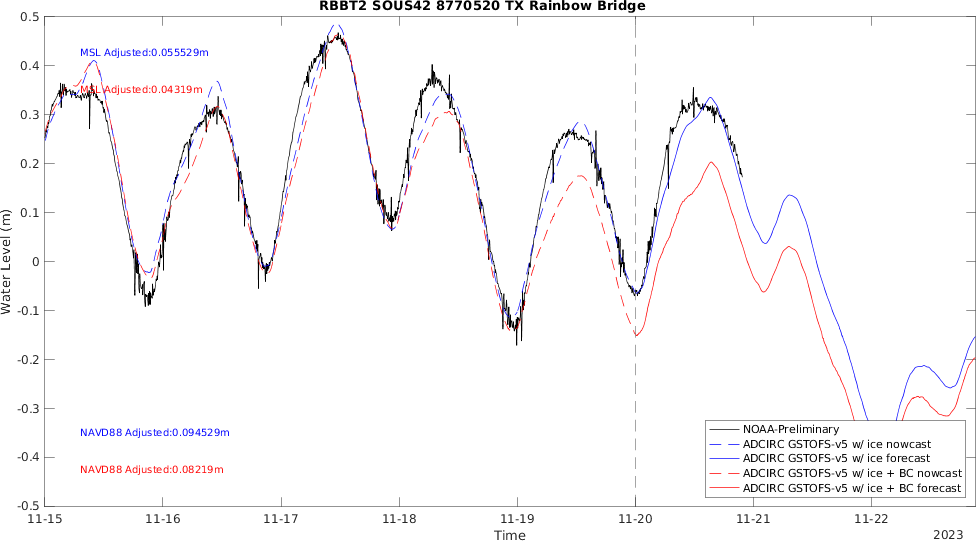 RBBT2 SOUS42 8770520 TX Rainbow Bridge
0.5
0.4
0.3
0.2
0.1
0
-0.1
-0.2
-0.3
-0.4
-0.5
Water Level (m)
MSL Adjusted:0.055529m
MSL Adjusted:0.04319m
NAVD88 Adjusted:0.094529m
NAVD88 Adjusted:0.08219m
NOAA-Preliminary
ADCIRC GSTOFS-v5 w/ ice nowcast
ADCIRC GSTOFS-v5 w/ ice forecast
ADCIRC GSTOFS-v5 w/ ice + BC nowcast
ADCIRC GSTOFS-v5 w/ ice + BC forecast
11-15 11-16 11-17 11-18 11-19 11-20 11-21 11-22
Time
2023